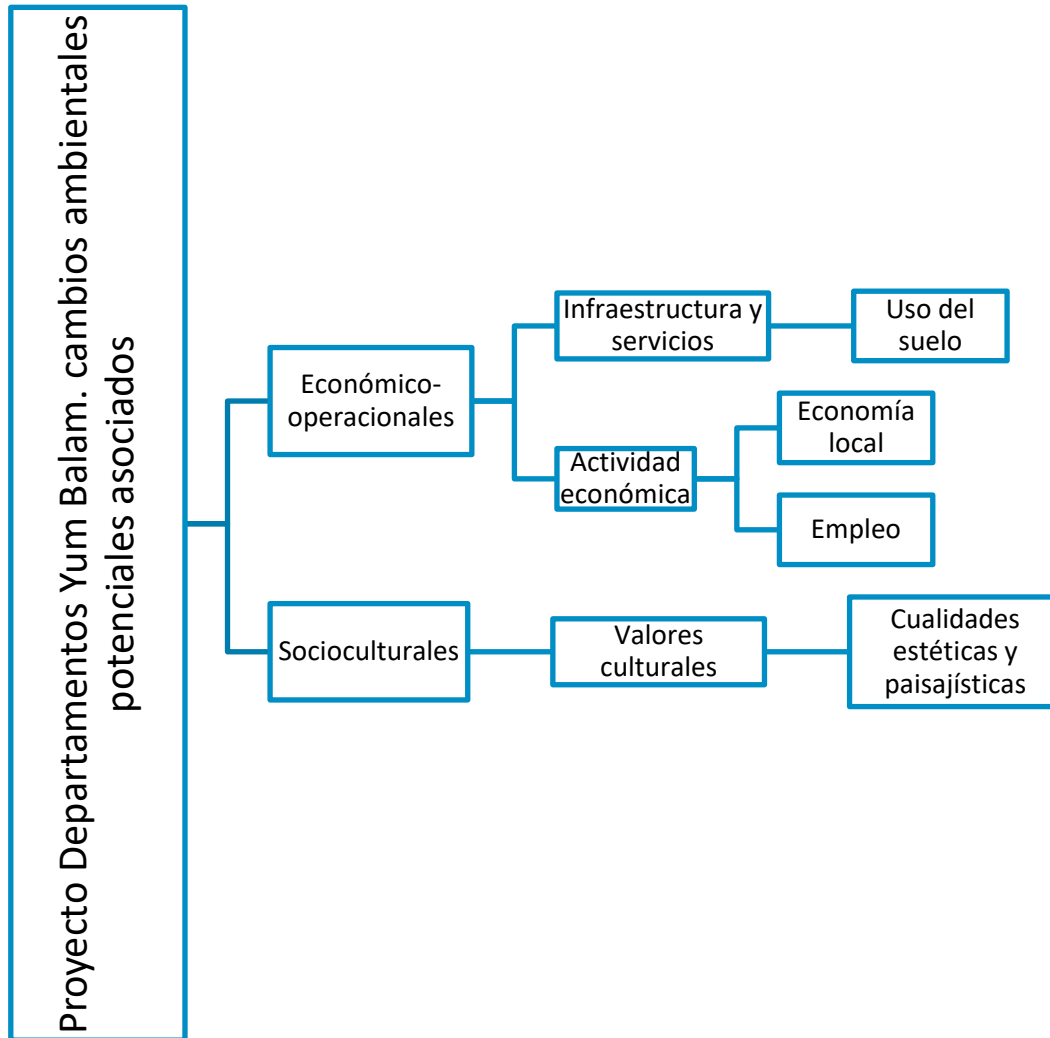 Proyecto Departamentos Yum Balam. cambios ambientales
potenciales asociados
Económico-
operacionales
Infraestructura y
servicios
Uso del
suelo
Actividad
económica
Economía
local
Empleo
Socioculturales
Valores
culturales
Cualidades
estéticas y
paisajísticas